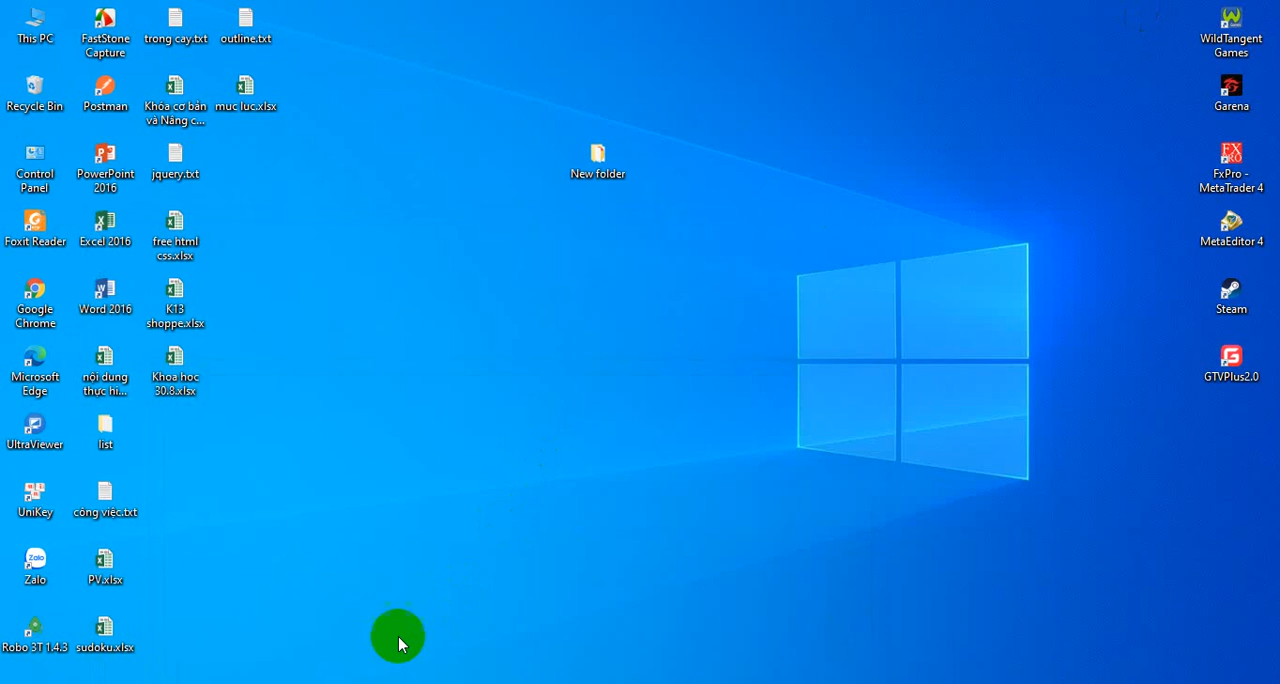 This PC
FastStone
Capture
trong cay.txt
outline.txt
Recycle Bin
Postman
Khóa cơ bản
và Nâng c...
muc luc.xlsx
Control
Panel
PowerPoint
2016
jquery.txt
Foxit Reader
Excel 2016
free html
css.xlsx
Google
Chrome
Word 2016
K13
shoppe.xlsx
Microsoft
Edge
nội dung
thực hi...
Khoa hoc
30.8.xlsx
UltraViewer
list
UniKey
công việc.txt
Zalo
Zalo
PV.xlsx
Robo 3T 1.4.3
sudoku.xlsx
New folder
WildTangent
Games
Garena
FX
PRO
FxPro -
MetaTrader 4
MetaEditor 4
Steam
GTVPlus2.0